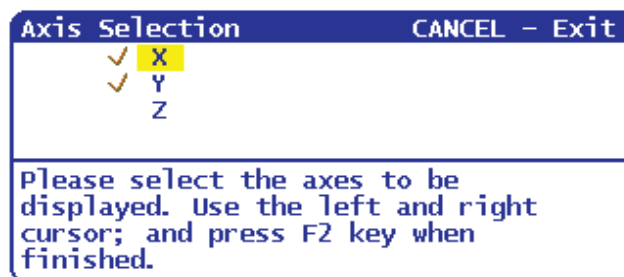 Axis Selection CANCEL - Exit
✓ X
✓ Y
Z
Please select the axes to be
displayed. Use the left and right
cursor; and press F2 key when
finished.